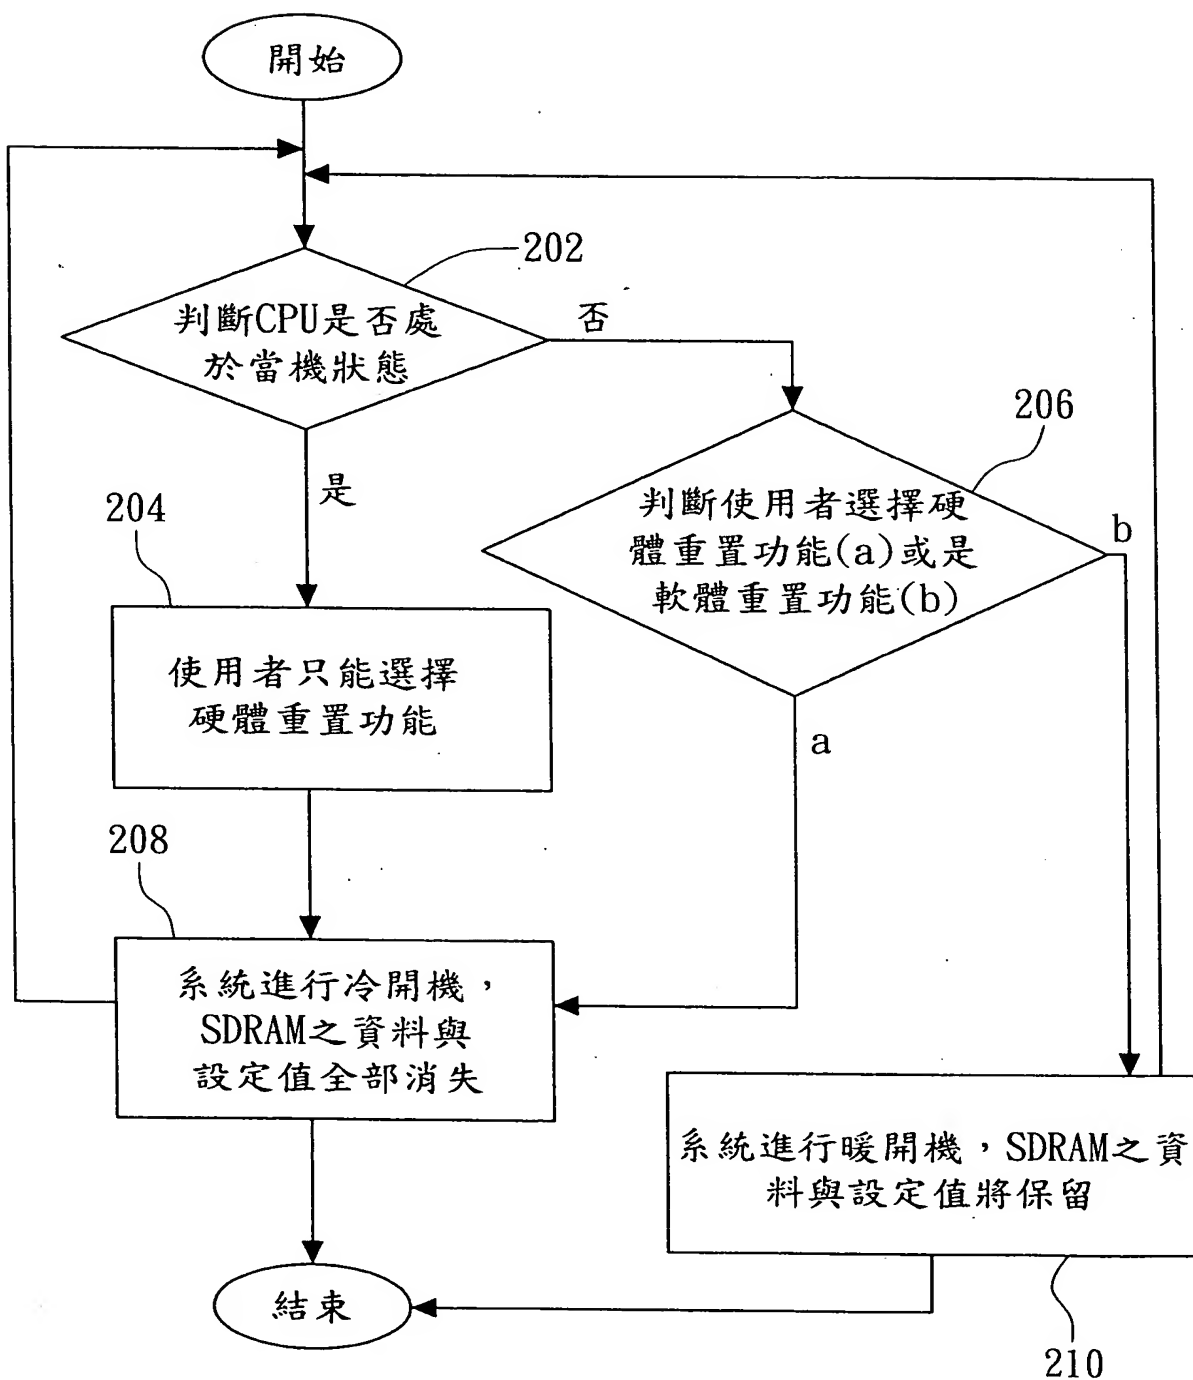 開始
202
判斷CPU是否處
於當機狀態
否
是
206
判斷使用者選擇硬
體重置功能(a)或是
軟體重置功能(b)
b
a
204
使用者只能選擇
硬體重置功能
208
系統進行冷開機，
SDRAM之資料與
設定值全部消失
系統進行暖開機，SDRAM之資
料與設定值將保留
210
結束